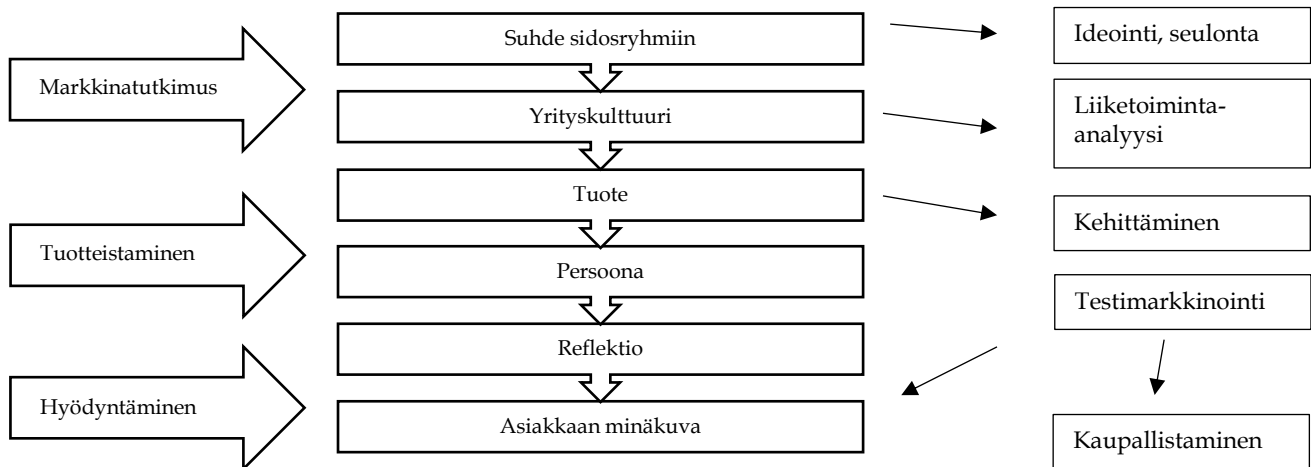 Markkinatutkimus
Tuotteistaminen
Hyödyntäminen
Suhde sidosryhmiin
Yrityskulttuuri
Tuote
Persoona
Reflektio
Asiakkaan minäkuva
Ideointi, seulonta
Liiketoiminta-
analyysi
Kehittäminen
Testimarkkinointi
Kaupallistaminen